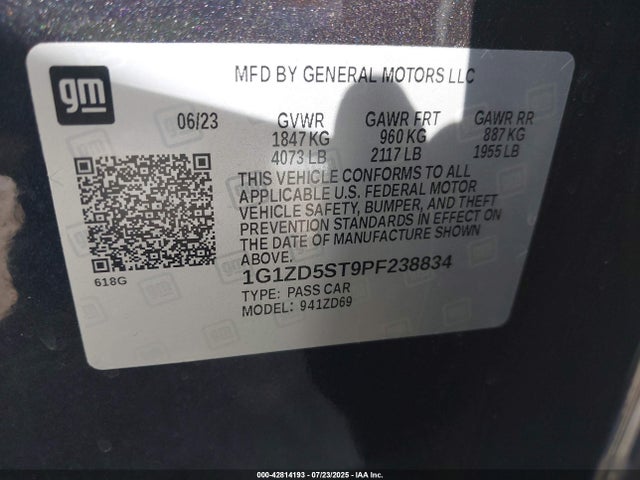 gm
MFD BY GENERAL MOTORS LLC
06/23 GVWR GAWR FRT GAWR RR
1847 KG 960 KG 887 KG
4073 LB 2117 LB 1955 LB
THIS VEHICLE CONFORMS TO ALL
APPLICABLE U.S. FEDERAL MOTOR
VEHICLE SAFETY, BUMPER, AND THEFT
PREVENTION STANDARDS IN EFFECT ON
THE DATE OF MANUFACTURE SHOWN
ABOVE.
618G
1G1ZD5ST9PF238834
TYPE: PASS CAR
MODEL: 941ZD69
000-42814193 - 07/23/2025 - IAA Inc.